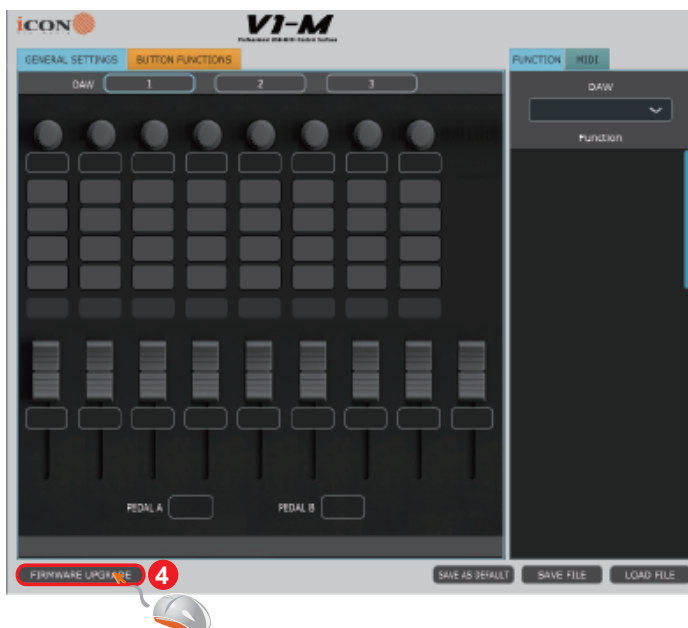 iCON
V1-M
GENERAL SETTINGS BUTTON FUNCTIONS
FUNCTION MIDI
DAW 1 2 3
DAW
Function
PEDAL A PEDAL B
FIRMWARE UPGRADE 4
SAVE AS DEFAULT SAVE FILE LOAD FILE